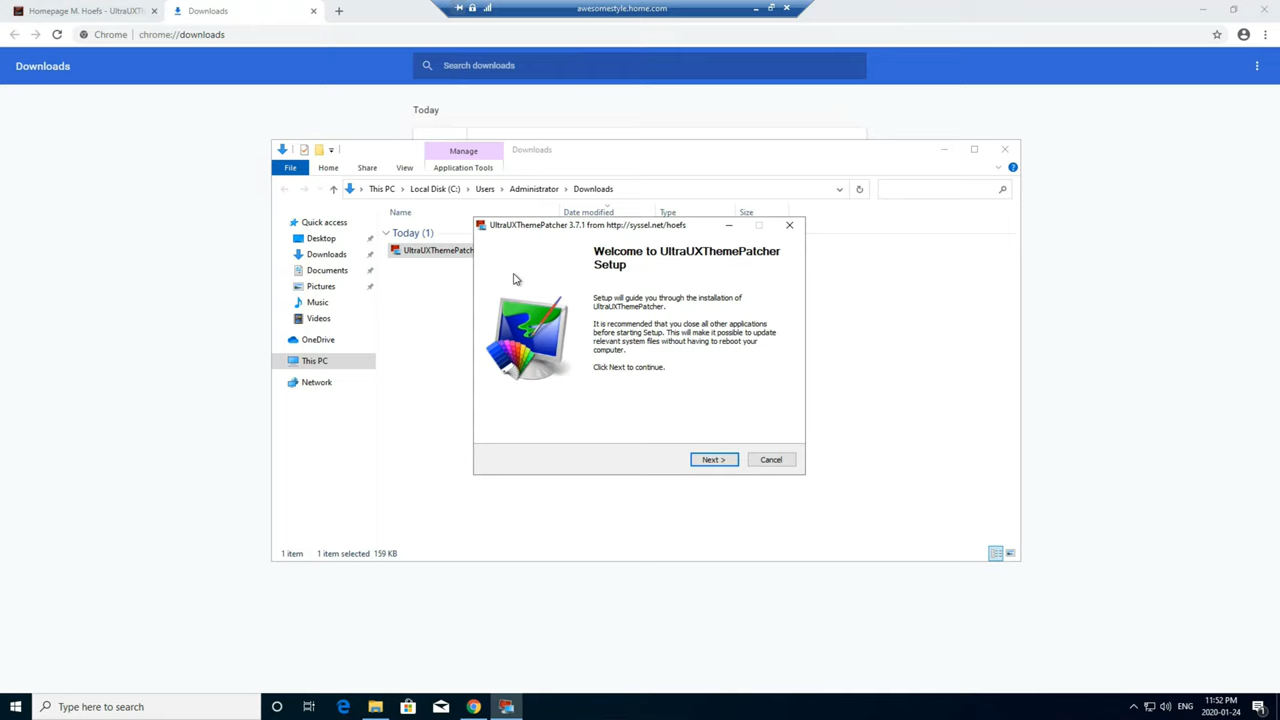 Homepage M. Hoefs - UltraUXTh
Downloads
awesomestyle.home.com
Chrome
chrome://downloads
Downloads
Search downloads
Today
Manage
Downloads
File
Home
Share
View
Application Tools
This PC
Local Disk (C:)
Users
Administrator
Downloads
Name
Date modified
Type
Size
Quick access
Desktop
Downloads
Documents
Pictures
Music
Videos
OneDrive
This PC
Network
Today (1)
UltraUXThemePatch
UltraUXThemePatcher 3.7.1 from http://syssel.net/hoefs
Welcome to UltraUXThemePatcher
Setup
Setup will guide you through the installation of
UltraUXThemePatcher.
It is recommended that you close all other applications
before starting Setup. This will make it possible to update
relevant system files without having to reboot your
computer.
Click Next to continue.
Next >
Cancel
1 item
1 item selected 159 KB
Type here to search
ENG
11:52 PM
2020-01-24
1